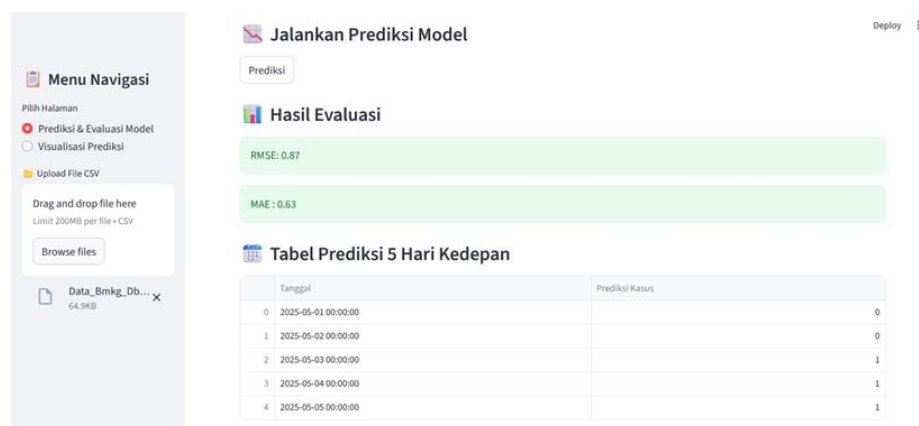 Menu Navigasi
Pilih Halaman
Prediksi & Evaluasi Model
Visualisasi Prediksi
Upload File CSV
Drag and drop file here
Limit 200MB per file • CSV
Browse files
Data_Bmkg_Db...
64.9KB
Deploy
Jalankan Prediksi Model
Prediksi
Hasil Evaluasi
RMSE: 0.87
MAE : 0.63
Tabel Prediksi 5 Hari Kedepan
Tanggal Prediksi Kasus
0 2025-05-01 00:00:00 0
1 2025-05-02 00:00:00 0
2 2025-05-03 00:00:00 1
3 2025-05-04 00:00:00 1
4 2025-05-05 00:00:00 1